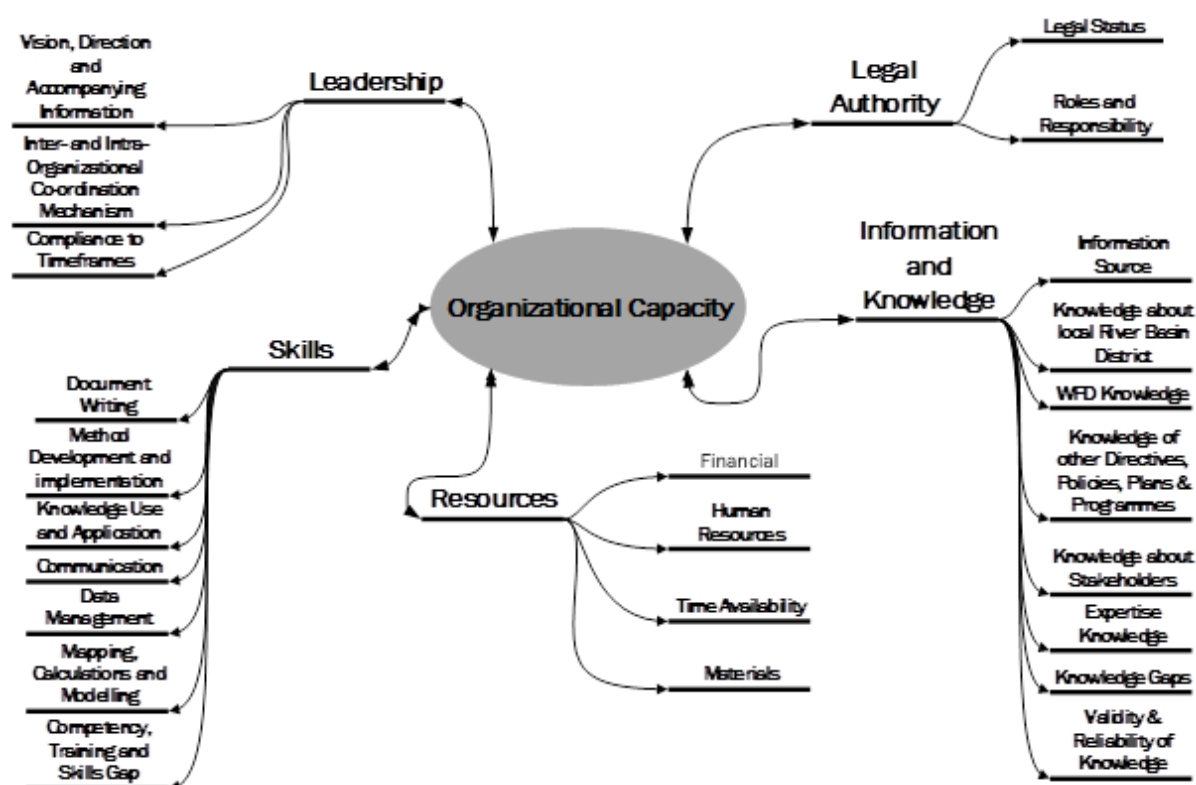 Vision, Direction
and
Accompanying
Information
Inter- and Intra-
Organizational
Co-ordination
Mechanism
Compliance to
Timeframes
Leadership
Legal
Authority
Legal Status
Roles and
Responsibility
Organizational Capacity
Information
and
Knowledge
Information
Source
Knowledge about
local River Basin
District
WFD Knowledge
Knowledge of
other Directives,
Policies, Plans &
Programmes
Knowledge about
Stakeholders
Expertise
Knowledge
Knowledge Gaps
Validity &
Reliability of
Knowledge
Skills
Document
Writing
Method
Development and
implementation
Knowledge Use
and Application
Communication
Data
Management
Mapping,
Calculations and
Modelling
Competency,
Training and
Skills Gap
Resources
Financial
Human
Resources
Time Availability
Materials